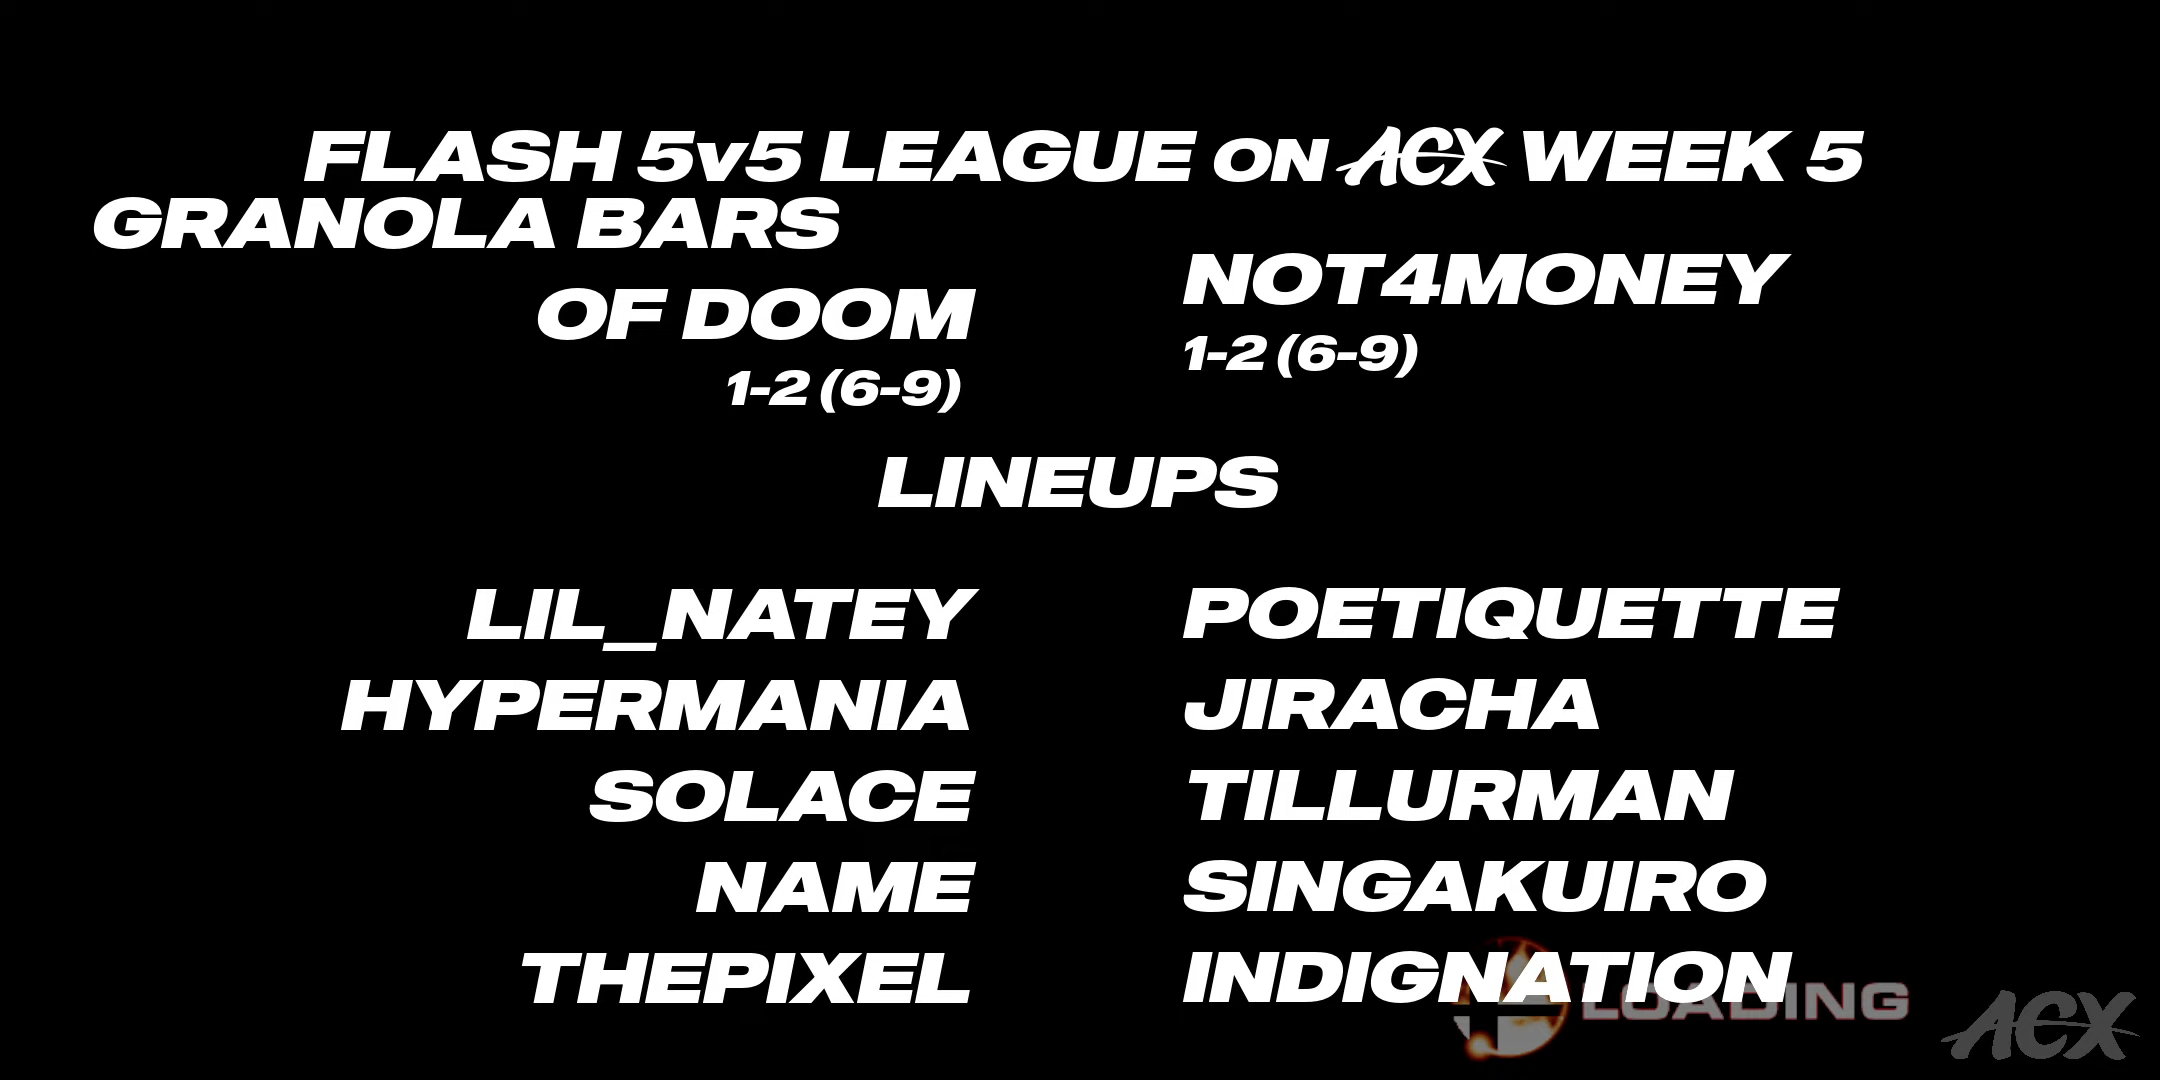 FLASH 5v5 LEAGUE ON ACX WEEK 5
GRANOLA BARS
OF DOOM
1-2 (6-9)
NOT4MONEY
1-2 (6-9)
LINEUPS
LIL_NATEY
HYPERMANIA
SOLACE
NAME
THEPIXEL
POETIQUETTE
JIRACHA
TILLURMAN
SINGAKUIRO
INDIGNATION
LOADING
ACX